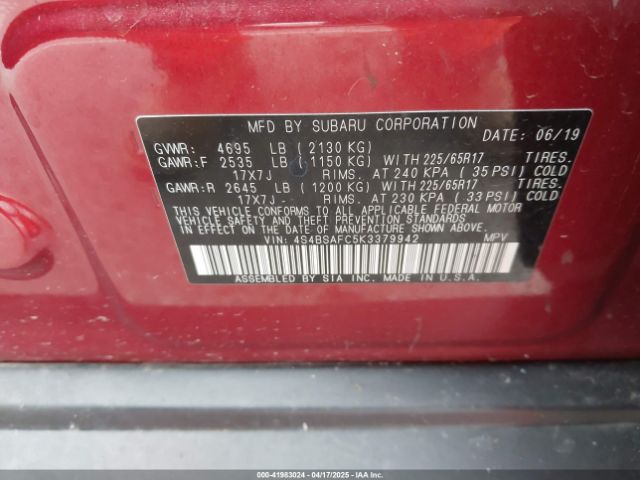 MFD BY SUBARU CORPORATION
DATE: 06/19
GVWR: 4695 LB (2130 KG)
GAWR:F 2535 LB (1150 KG) WITH 225/65R17 TIRES.
17X7J RIMS. AT 240 KPA (35 PSI) COLD
GAWR:R 2645 LB (1200 KG) WITH 225/65R17 TIRES.
17X7J RIMS. AT 230 KPA (33 PSI) COLD
THIS VEHICLE CONFORMS TO ALL APPLICABLE FEDERAL MOTOR
VEHICLE SAFETY AND THEFT PREVENTION STANDARDS
IN EFFECT ON THE DATE OF MANUFACTURE SHOWN ABOVE.
VIN: 4S4BSAFC5K3379942 MPV
ASSEMBLED BY SIA INC. MADE IN U.S.A.
000-41983024 - 04/17/2025 - IAAI.COM